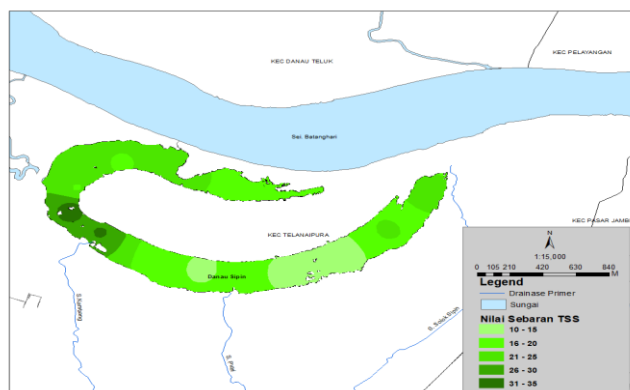 KEC PELAYANGAN
KEC DANAU TELUK
Sei. Batanghari
KEC TELANAIPURA
KEC PASAR JAMBI
Danau Sipin
S. Solok Sipin
N
1:15,000
0 105 210 420 630 840
M
Legend
Drainase Primer
Sungai
Nilai Sebaran TSS
10 - 15
16 - 20
21 - 25
26 - 30
31 - 35